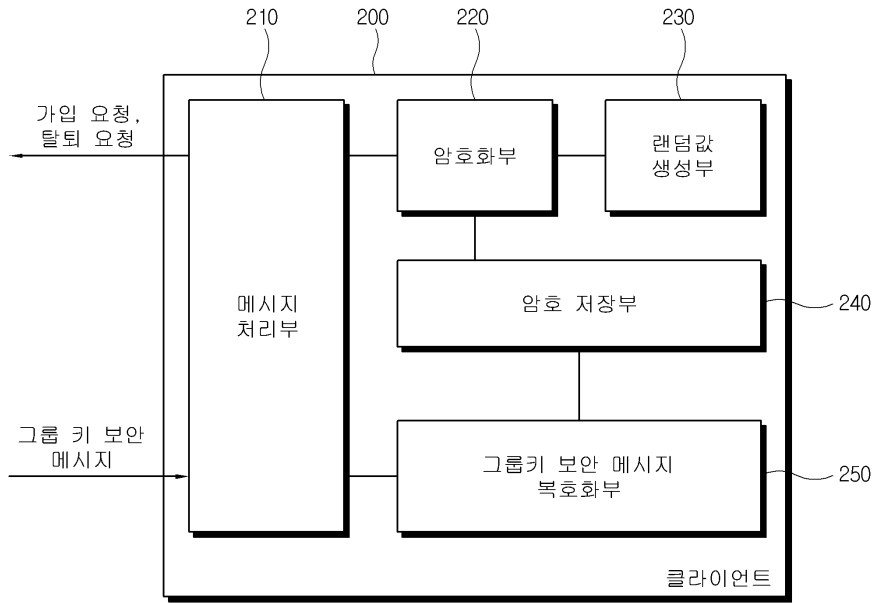 210
200
220
230
가입 요청,
탈퇴 요청
암호화부
랜덤값
생성부
메시지
처리부
암호 저장부
240
그룹 키 보안
메시지
그룹키 보안 메시지
복호화부
250
클라이언트